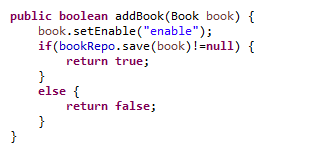 public boolean addBook(Book book) {
    book.setEnable("enable");
    if(bookRepo.save(book)!=null) {
        return true;
    }
    else {
        return false;
    }
}